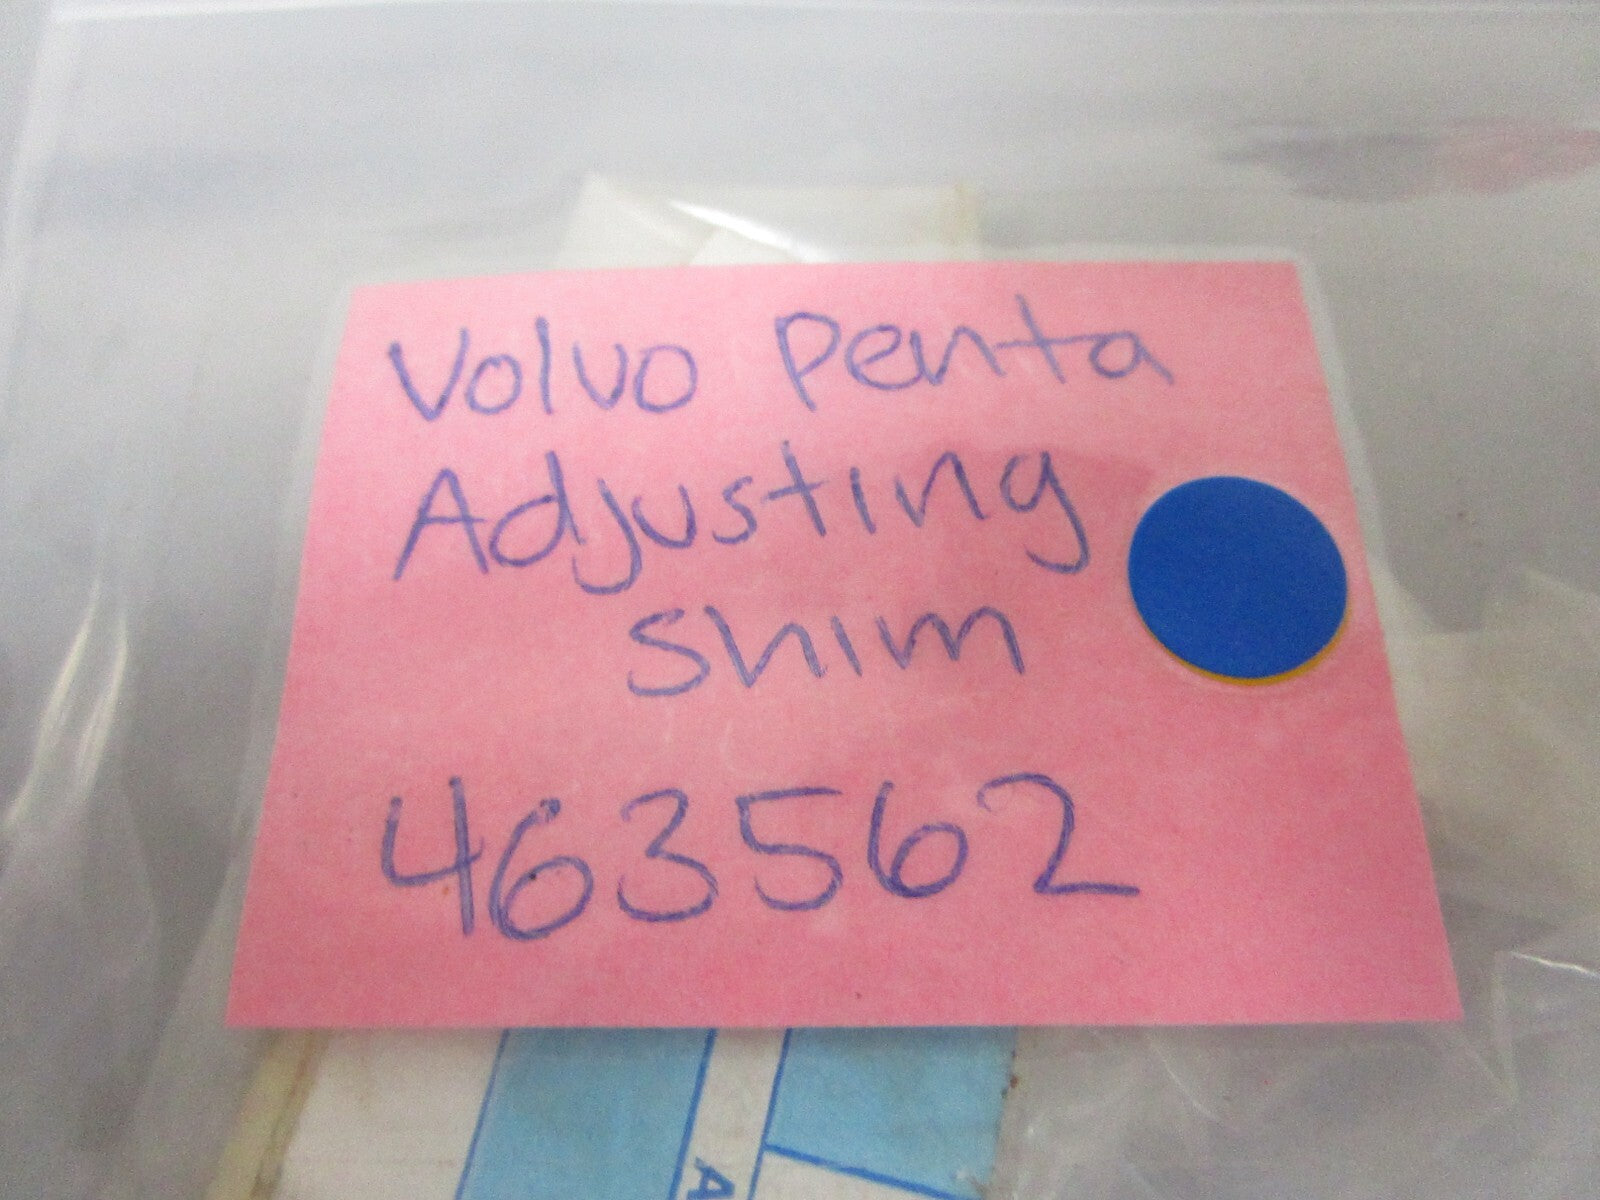 Volvo Penta
Adjusting
Shim
463562
A